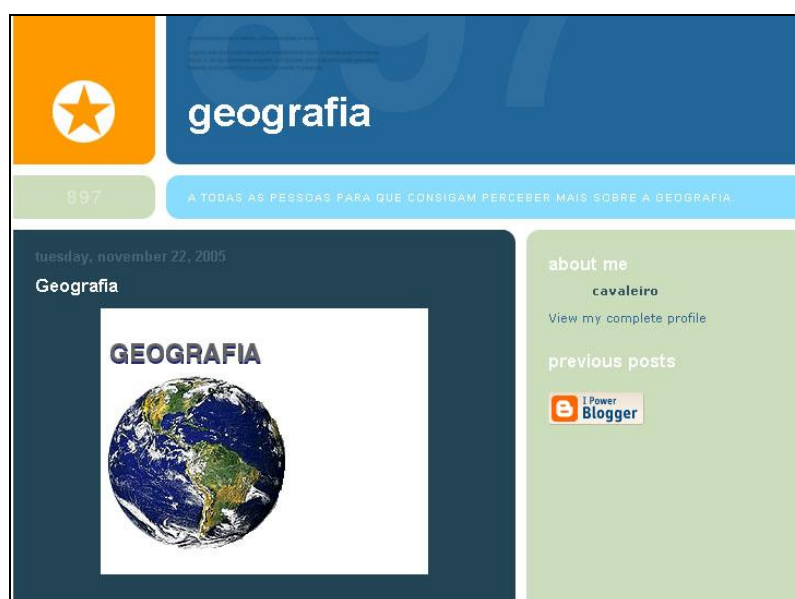 897
geografia
897
A TODAS AS PESSOAS PARA QUE CONSIGAM PERCEBER MAIS SOBRE A GEOGRAFIA.
tuesday, november 22, 2005
Geografia
GEOGRAFIA
about me
cavaleiro
View my complete profile
previous posts
I Power
Blogger